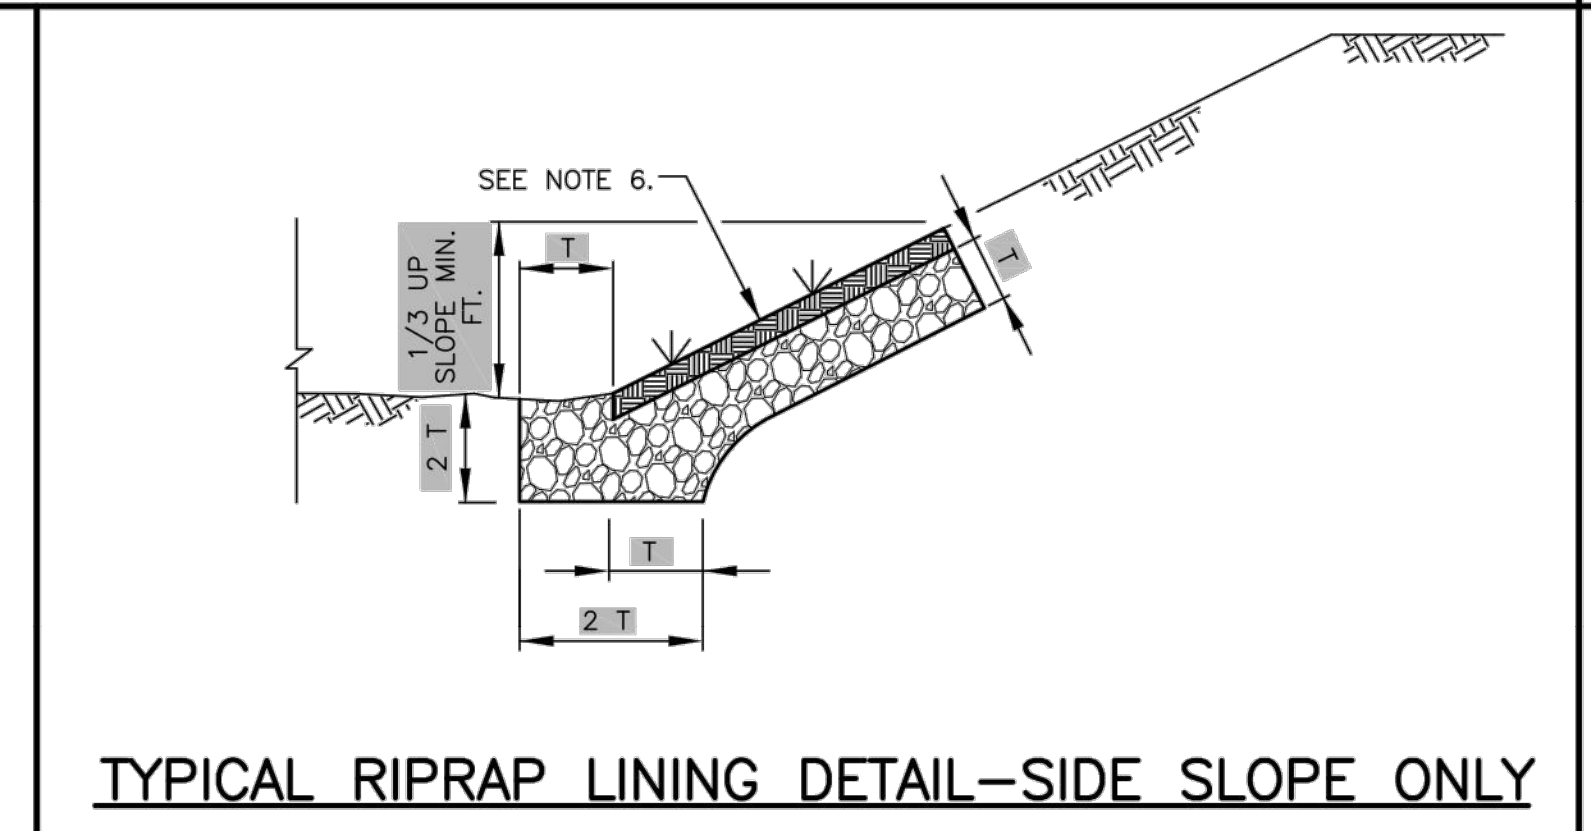 SEE NOTE 6.
1/3 UP
SLOPE MIN.
FT.
T
T
2 T
T
2 T
TYPICAL RIPRAP LINING DETAIL-SIDE SLOPE ONLY